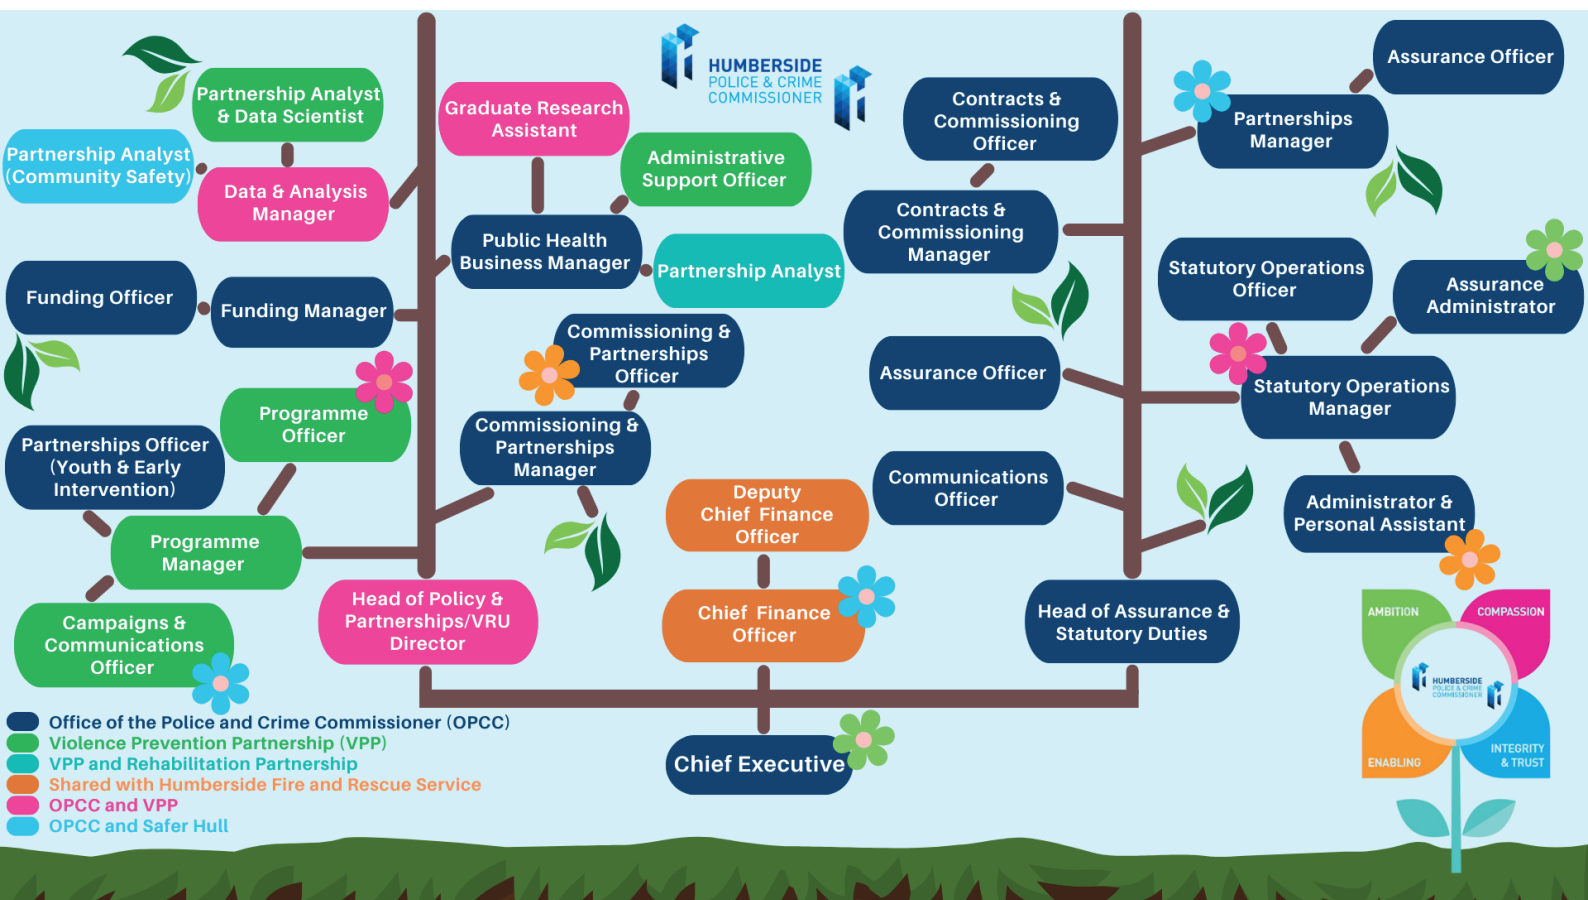 HUMBERSIDE
POLICE & CRIME
COMMISSIONER
Partnership Analyst
& Data Scientist
Partnership Analyst
(Community Safety)
Data & Analysis
Manager
Funding Officer
Funding Manager
Programme
Officer
Partnerships Officer
(Youth & Early
Intervention)
Programme
Manager
Campaigns &
Communications
Officer
Graduate Research
Assistant
Administrative
Support Officer
Public Health
Business Manager
Partnership Analyst
Commissioning &
Partnerships
Officer
Commissioning &
Partnerships
Manager
Head of Policy &
Partnerships/VRU
Director
Deputy
Chief Finance
Officer
Chief Finance
Officer
Chief Executive
Contracts &
Commissioning
Officer
Contracts &
Commissioning
Manager
Assurance Officer
Communications
Officer
Head of Assurance &
Statutory Duties
Assurance Officer
Partnerships
Manager
Statutory Operations
Officer
Assurance
Administrator
Statutory Operations
Manager
Administrator &
Personal Assistant
Office of the Police and Crime Commissioner (OPCC)
Violence Prevention Partnership (VPP)
VPP and Rehabilitation Partnership
Shared with Humberside Fire and Rescue Service
OPCC and VPP
OPCC and Safer Hull
AMBITION
COMPASSION
HUMBERSIDE
POLICE & CRIME
COMMISSIONER
ENABLING
INTEGRITY
& TRUST